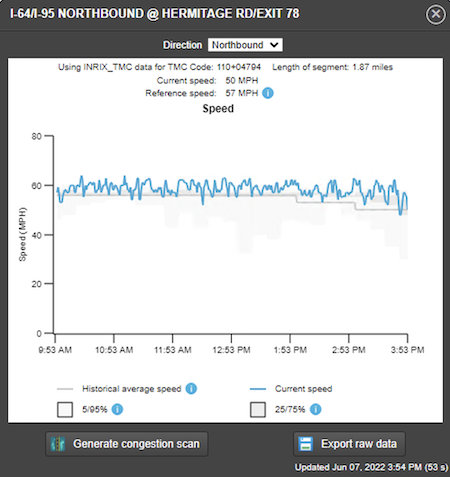 I-64/I-95 NORTHBOUND @ HERMITAGE RD/EXIT 78
Direction Northbound
Using INRIX_TMC data for TMC Code: 110+04794 Length of segment: 1.87 miles
Current speed: 50 MPH
Reference speed: 57 MPH i
Speed
80
60
40
20
0
Speed (MPH)
9:53 AM 10:53 AM 11:53 AM 12:53 PM 1:53 PM 2:53 PM 3:53 PM
Historical average speed i Current speed
5/95% i 25/75% i
Generate congestion scan Export raw data
Updated Jun 07, 2022 3:54 PM (53 s)